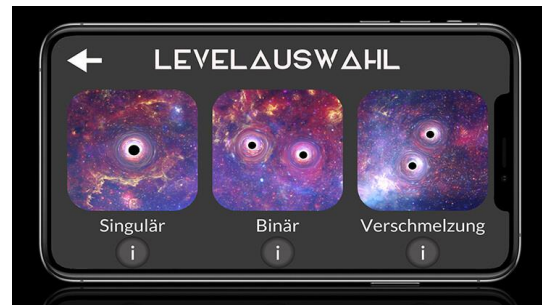 LEVELAUSWAHL
Singulär
Binär
Verschmelzung
i
i
i